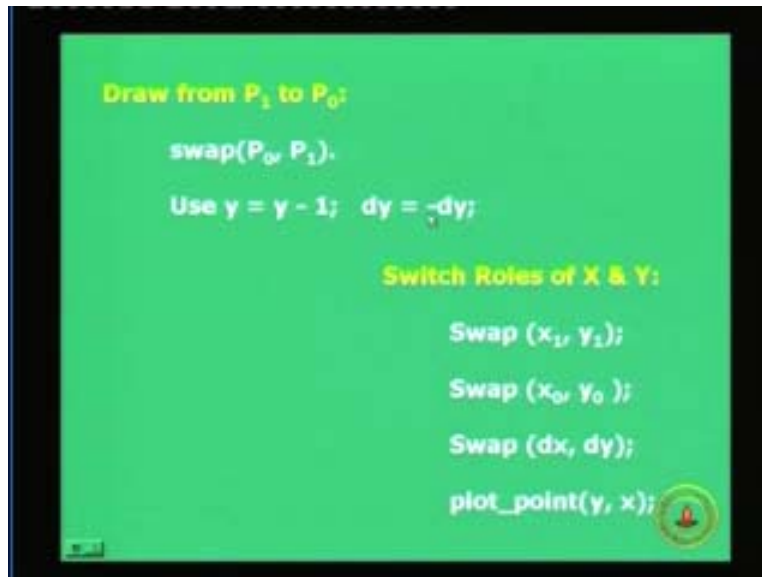 Draw from P₁ to P₀:
swap(P₀, P₁).
Use y = y - 1; dy = -dy;
Switch Roles of X & Y:
Swap (x₁, y₁);
Swap (x₀, y₀ );
Swap (dx, dy);
plot_point(y, x);